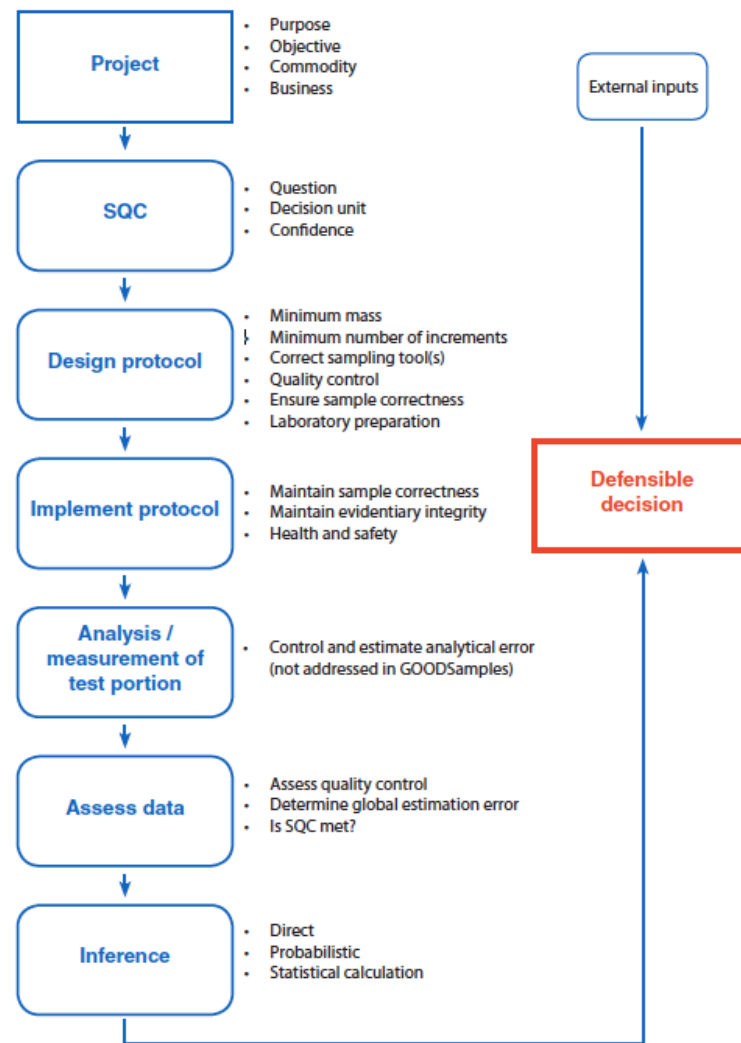 Project
• Purpose
• Objective
• Commodity
• Business
External inputs
SQC
• Question
• Decision unit
• Confidence
Design protocol
• Minimum mass
• Minimum number of increments
• Correct sampling tool(s)
• Quality control
• Ensure sample correctness
• Laboratory preparation
Implement protocol
• Maintain sample correctness
• Maintain evidentiary integrity
• Health and safety
Defensible
decision
Analysis /
measurement of
test portion
• Control and estimate analytical error
(not addressed in GOODSamples)
Assess data
• Assess quality control
• Determine global estimation error
• Is SQC met?
Inference
• Direct
• Probabilistic
• Statistical calculation